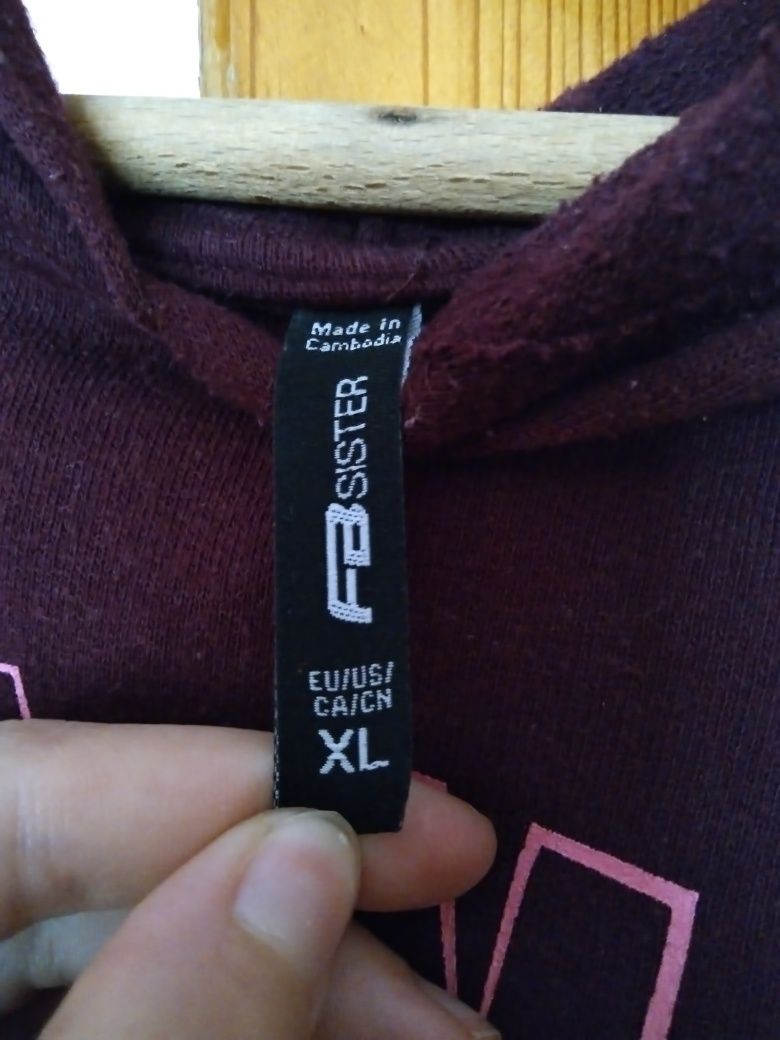 Made in
Cambodia
FB SISTER
EU/US/
CA/CN
XL